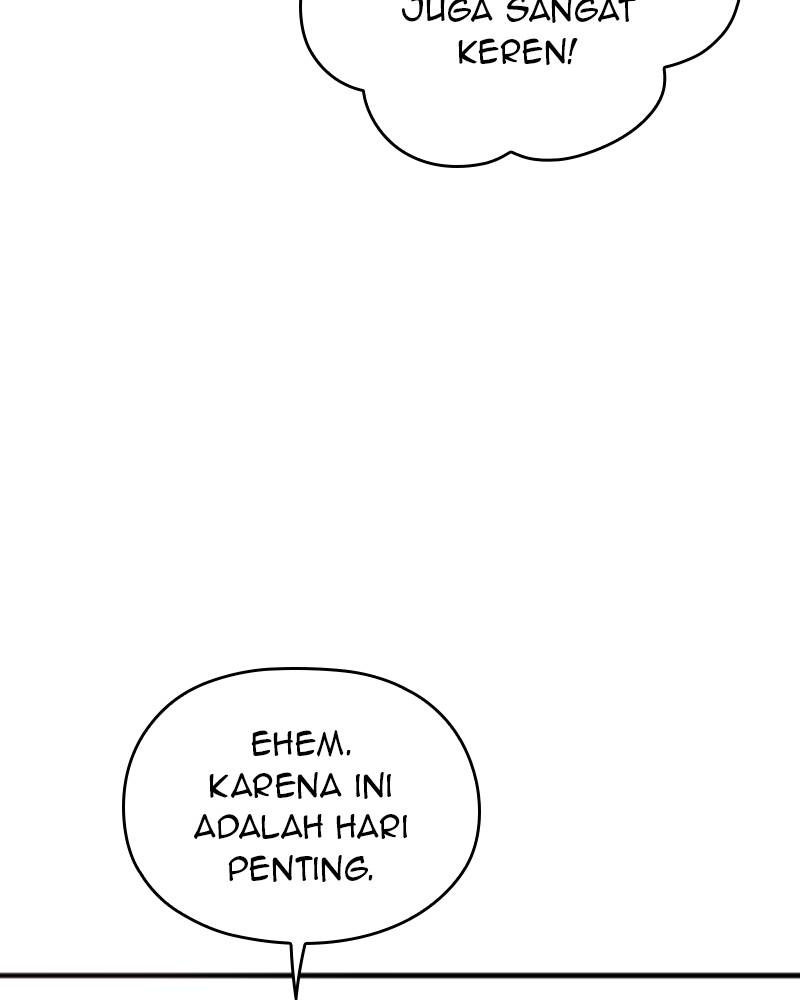 JUGA SANGAT
KEREN!
EHEM.
KARENA INI
ADALAH HARI
PENTING.